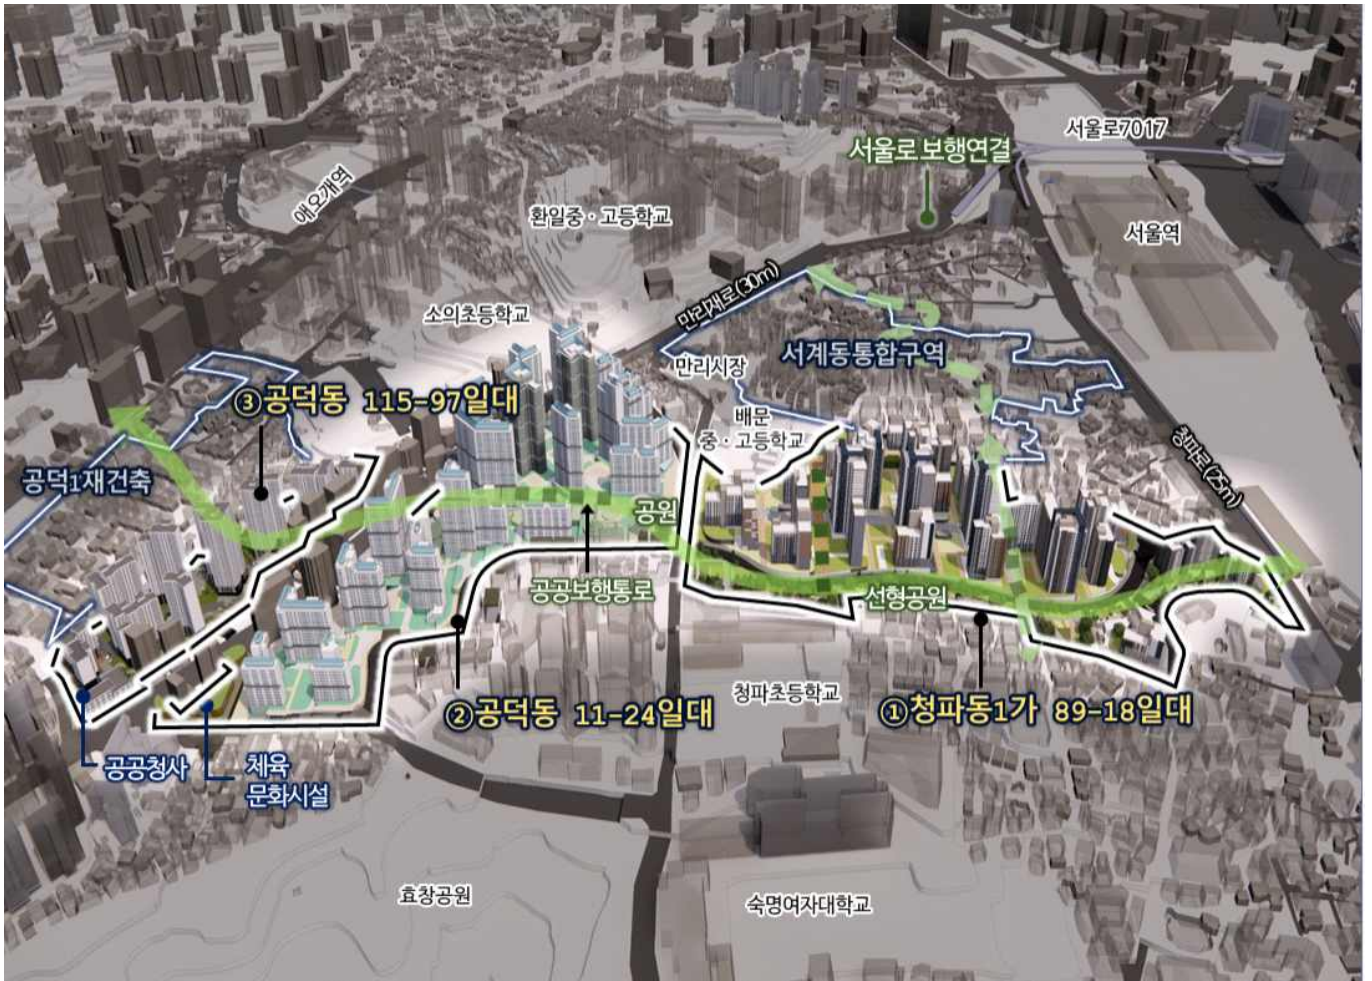 서울로7017
서울로 보행연결
애오개역
환일중·고등학교
서울역
만리재로(30m)
소의초등학교
만리시장
서계동통합구역
③공덕동 115-97일대
배문
중·고등학교
공덕1재건축
청파로(25m)
공원
공공보행통로
선형공원
청파초등학교
②공덕동 11-24일대
①청파동1가 89-18일대
공공청사
체육
문화시설
효창공원
숙명여자대학교